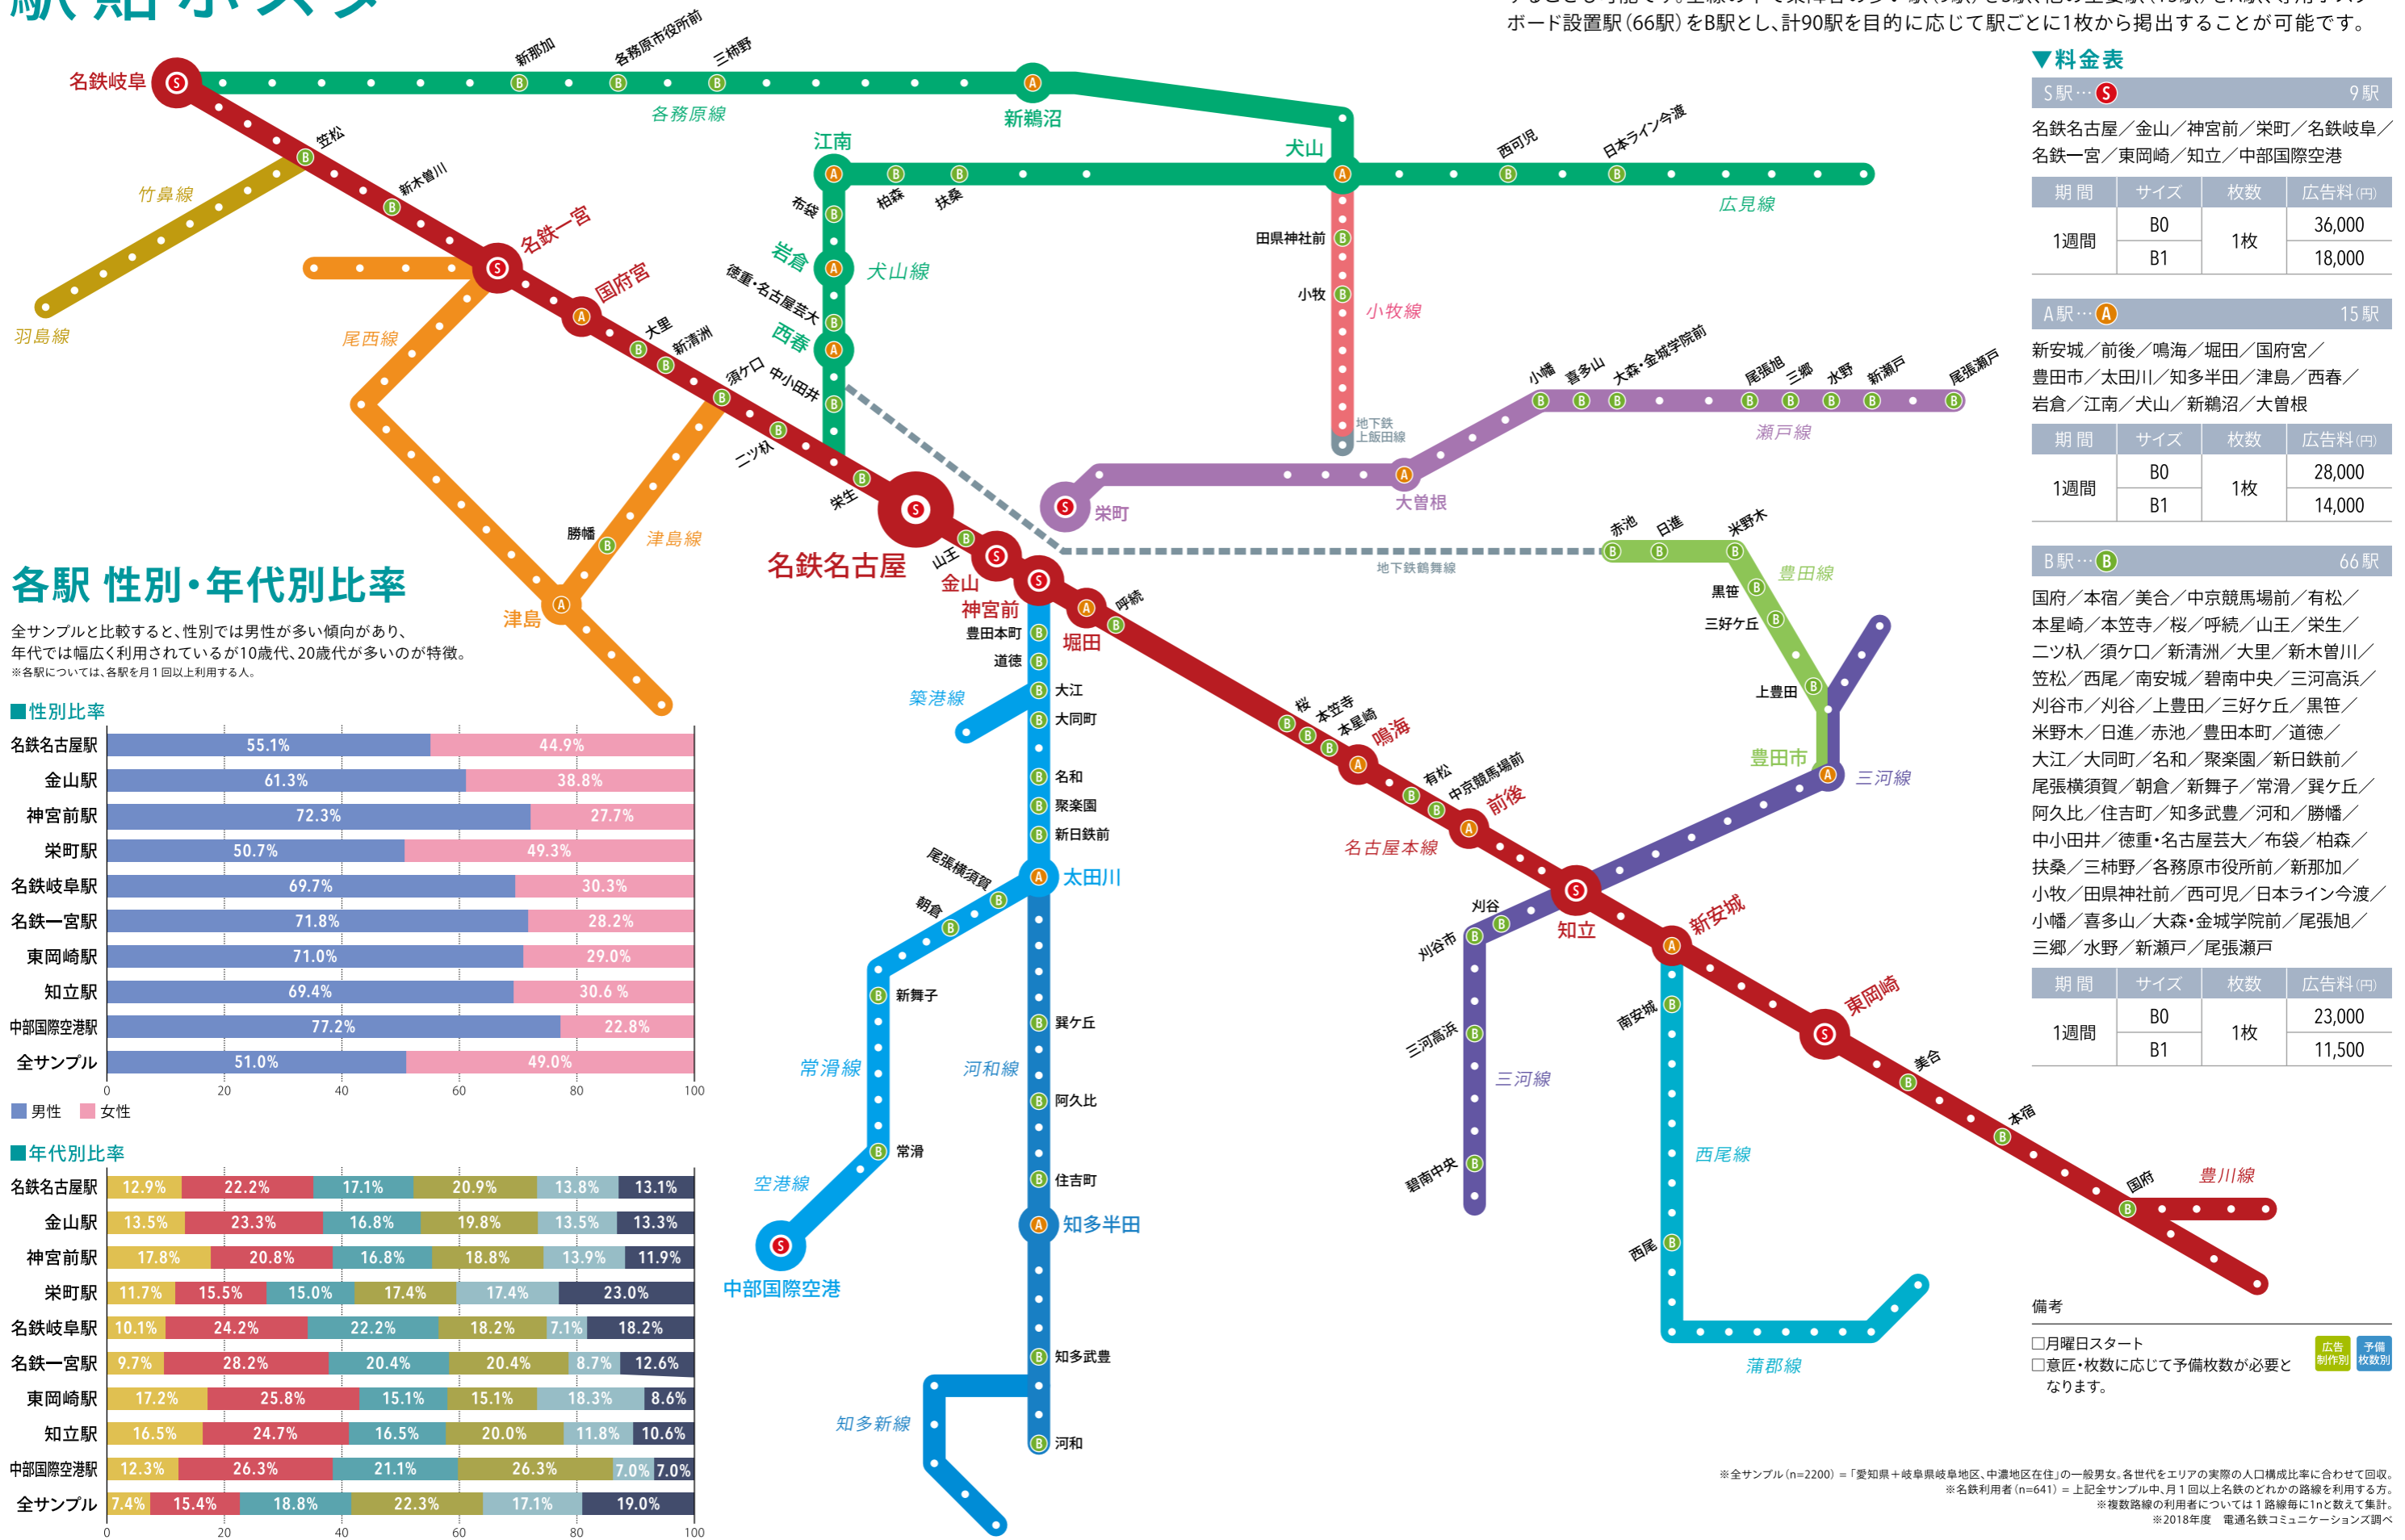 ボード設置駅（66駅）をB駅とし、計90駅を目的に応じて駅ごとに1枚から掲出することが可能です。
名鉄岐阜
S
新那加
各務原市役所前
三柿野
各務原線
新鵜沼
笠松
新木曽川
竹鼻線
羽島線
名鉄一宮
国府宮
尾西線
大里
新清洲
須ケ口
二ツ杁
栄生
勝幡
津島線
津島
江南
柏森
扶桑
布袋
岩倉
犬山線
徳重・名古屋芸大
西春
中小田井
犬山
西可児
日本ライン今渡
広見線
田県神社前
小牧
小牧線
地下鉄
上飯田線
小幡
喜多山
大森・金城学院前
尾張旭
三郷
水野
新瀬戸
尾張瀬戸
瀬戸線
大曽根
栄町
名鉄名古屋
山王
金山
神宮前
堀田
呼続
地下鉄鶴舞線
赤池
日進
米野木
豊田線
黒笹
三好ケ丘
上豊田
豊田市
三河線
豊田本町
道徳
大江
築港線
大同町
名和
聚楽園
新日鉄前
太田川
尾張横須賀
朝倉
新舞子
常滑線
常滑
空港線
中部国際空港
河和線
巽ケ丘
阿久比
住吉町
知多半田
知多武豊
知多新線
河和
桜
本笠寺
本星崎
鳴海
有松
中京競馬場前
前後
名古屋本線
知立
刈谷
刈谷市
三河高浜
三河線
碧南中央
新安城
南安城
西尾線
西尾
蒲郡線
東岡崎
美合
本宿
国府
豊川線
各駅 性別・年代別比率
全サンプルと比較すると、性別では男性が多い傾向があり、
年代では幅広く利用されているが10歳代、20歳代が多いのが特徴。
※各駅については、各駅を月1回以上利用する人。
■性別比率
名鉄名古屋駅 55.1% 44.9%
金山駅 61.3% 38.8%
神宮前駅 72.3% 27.7%
栄町駅 50.7% 49.3%
名鉄岐阜駅 69.7% 30.3%
名鉄一宮駅 71.8% 28.2%
東岡崎駅 71.0% 29.0%
知立駅 69.4% 30.6 %
中部国際空港駅 77.2% 22.8%
全サンプル 51.0% 49.0%
0 20 40 60 80 100
男性 女性
■年代別比率
名鉄名古屋駅 12.9% 22.2% 17.1% 20.9% 13.8% 13.1%
金山駅 13.5% 23.3% 16.8% 19.8% 13.5% 13.3%
神宮前駅 17.8% 20.8% 16.8% 18.8% 13.9% 11.9%
栄町駅 11.7% 15.5% 15.0% 17.4% 17.4% 23.0%
名鉄岐阜駅 10.1% 24.2% 22.2% 18.2% 7.1% 18.2%
名鉄一宮駅 9.7% 28.2% 20.4% 20.4% 8.7% 12.6%
東岡崎駅 17.2% 25.8% 15.1% 15.1% 18.3% 8.6%
知立駅 16.5% 24.7% 16.5% 20.0% 11.8% 10.6%
中部国際空港駅 12.3% 26.3% 21.1% 26.3% 7.0% 7.0%
全サンプル 7.4% 15.4% 18.8% 22.3% 17.1% 19.0%
0 20 40 60 80 100
▼料金表
S駅…S 9駅
名鉄名古屋／金山／神宮前／栄町／名鉄岐阜／
名鉄一宮／東岡崎／知立／中部国際空港
期間 サイズ 枚数 広告料(円)
1週間 B0 1枚 36,000
B1 18,000
A駅…A 15駅
新安城／前後／鳴海／堀田／国府宮／
豊田市／太田川／知多半田／津島／西春／
岩倉／江南／犬山／新鵜沼／大曽根
期間 サイズ 枚数 広告料(円)
1週間 B0 1枚 28,000
B1 14,000
B駅…B 66駅
国府／本宿／美合／中京競馬場前／有松／
本星崎／本笠寺／桜／呼続／山王／栄生／
二ツ杁／須ケ口／新清洲／大里／新木曽川／
笠松／西尾／南安城／碧南中央／三河高浜／
刈谷市／刈谷／上豊田／三好ケ丘／黒笹／
米野木／日進／赤池／豊田本町／道徳／
大江／大同町／名和／聚楽園／新日鉄前／
尾張横須賀／朝倉／新舞子／常滑／巽ケ丘／
阿久比／住吉町／知多武豊／河和／勝幡／
中小田井／徳重・名古屋芸大／布袋／柏森／
扶桑／三柿野／各務原市役所前／新那加／
小牧／田県神社前／西可児／日本ライン今渡／
小幡／喜多山／大森・金城学院前／尾張旭／
三郷／水野／新瀬戸／尾張瀬戸
期間 サイズ 枚数 広告料(円)
1週間 B0 1枚 23,000
B1 11,500
備考
□月曜日スタート
□意匠・枚数に応じて予備枚数が必要と
なります。
広告
制作別
予備
枚数別
※全サンプル（n=2200）=「愛知県＋岐阜県岐阜地区、中濃地区在住」の一般男女。各世代をエリアの実際の人口構成比率に合わせて回収。
※名鉄利用者（n=641）= 上記全サンプル中、月1回以上名鉄のどれかの路線を利用する方。
※複数路線の利用者については1路線毎に1nと数えて集計。
※2018年度　電通名鉄コミュニケーションズ調べ